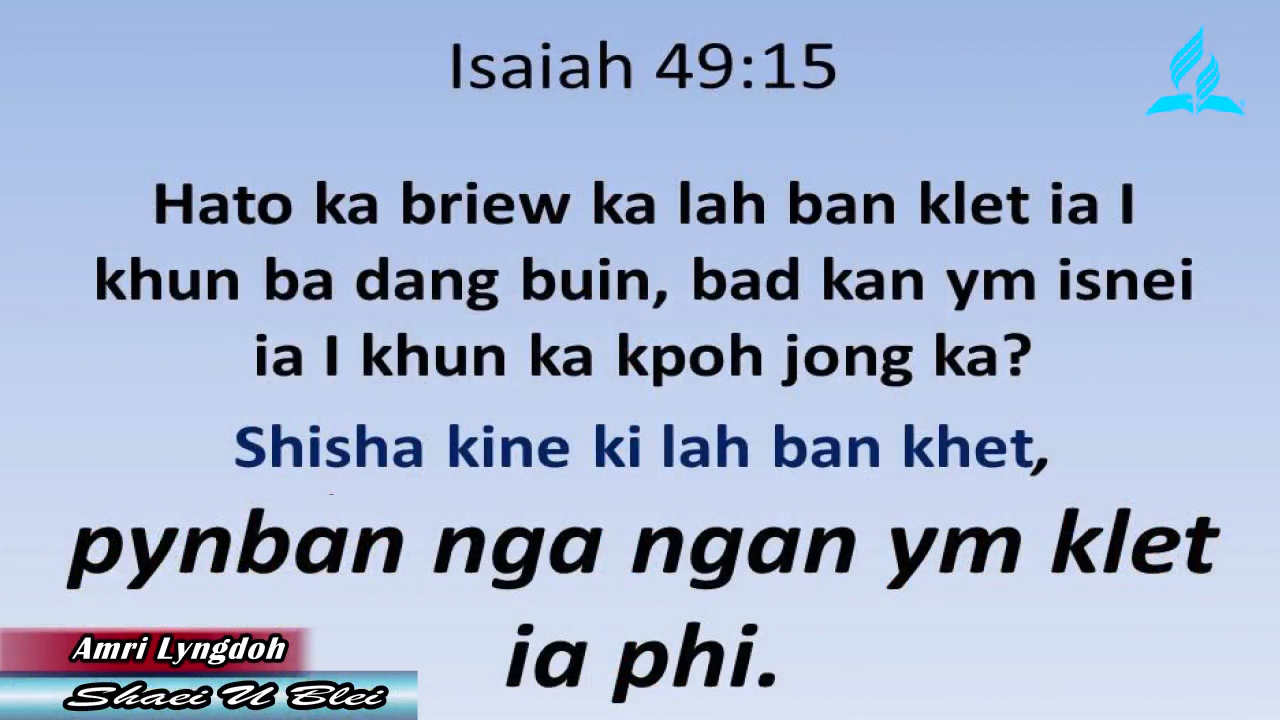 Isaiah 49:15
Hato ka briew ka lah ban klet ia I
khun ba dang buin, bad kan ym isnei
ia I khun ka kpoh jong ka?
Shisha kine ki lah ban khet,
pynban nga ngan ym klet
ia phi.
Amri Lyngdoh
Shaei U Blei